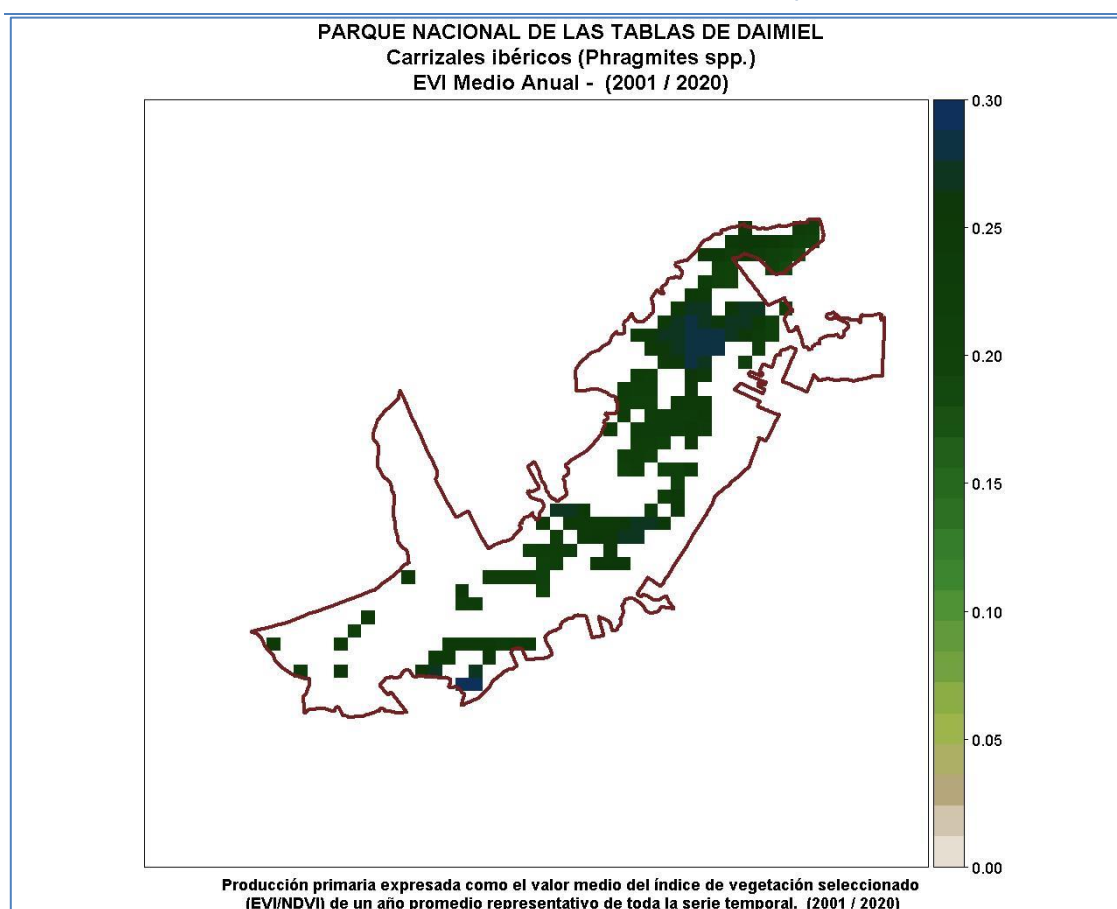 PARQUE NACIONAL DE LAS TABLAS DE DAIMIEL
Carrizales ibéricos (Phragmites spp.)
EVI Medio Anual - (2001 / 2020)
0.30
0.25
0.20
0.15
0.10
0.05
0.00
Producción primaria expresada como el valor medio del índice de vegetación seleccionado
(EVI/NDVI) de un año promedio representativo de toda la serie temporal. (2001 / 2020)